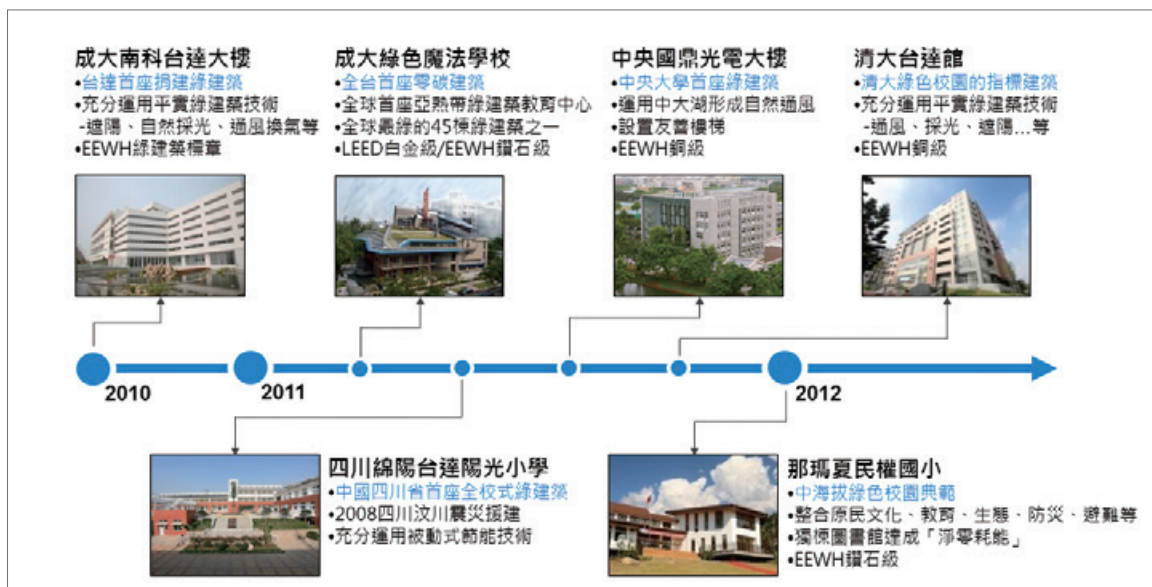 成大南科台達大樓
•台達首座捐建綠建築
•充分運用平實綠建築技術
-遮陽、自然採光、通風換氣等
•EEWH綠建築標章
成大綠色魔法學校
•全台首座零碳建築
•全球首座亞熱帶綠建築教育中心
•全球最綠的45棟綠建築之一
•LEED白金級/EEWH鑽石級
中央國鼎光電大樓
•中央大學首座綠建築
•運用中大湖形成自然通風
•設置友善樓梯
•EEWH銅級
清大台達館
•清大綠色校園的指標建築
•充分運用平實綠建築技術
-通風、採光、遮陽...等
•EEWH銅級
2010
2011
2012
四川綿陽台達陽光小學
•中國四川省首座全校式綠建築
•2008四川汶川震災援建
•充分運用被動式節能技術
那瑪夏民權國小
•中海拔綠色校園典範
•整合原民文化、教育、生態、防災、避難等
•獨棟圖書館達成「淨零耗能」
•EEWH鑽石級